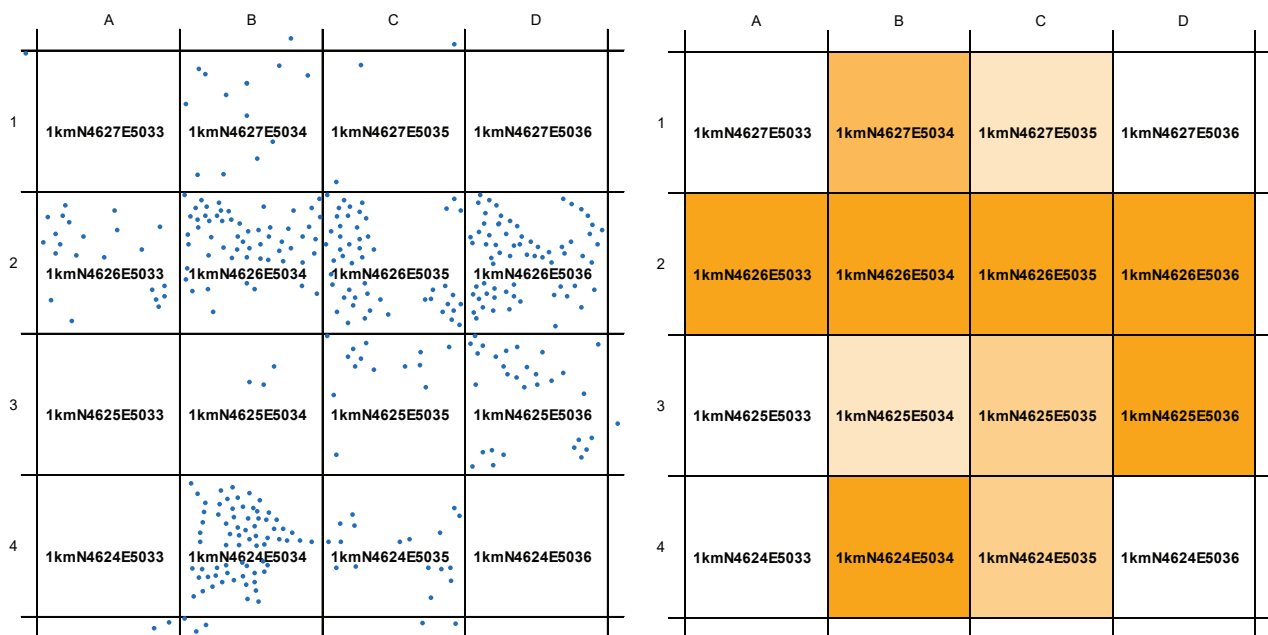 A B C D
1 1kmN4627E5033 1kmN4627E5034 1kmN4627E5035 1kmN4627E5036
2 1kmN4626E5033 1kmN4626E5034 1kmN4626E5035 1kmN4626E5036
3 1kmN4625E5033 1kmN4625E5034 1kmN4625E5035 1kmN4625E5036
4 1kmN4624E5033 1kmN4624E5034 1kmN4624E5035 1kmN4624E5036
A B C D
1 1kmN4627E5033 1kmN4627E5034 1kmN4627E5035 1kmN4627E5036
2 1kmN4626E5033 1kmN4626E5034 1kmN4626E5035 1kmN4626E5036
3 1kmN4625E5033 1kmN4625E5034 1kmN4625E5035 1kmN4625E5036
4 1kmN4624E5033 1kmN4624E5034 1kmN4624E5035 1kmN4624E5036